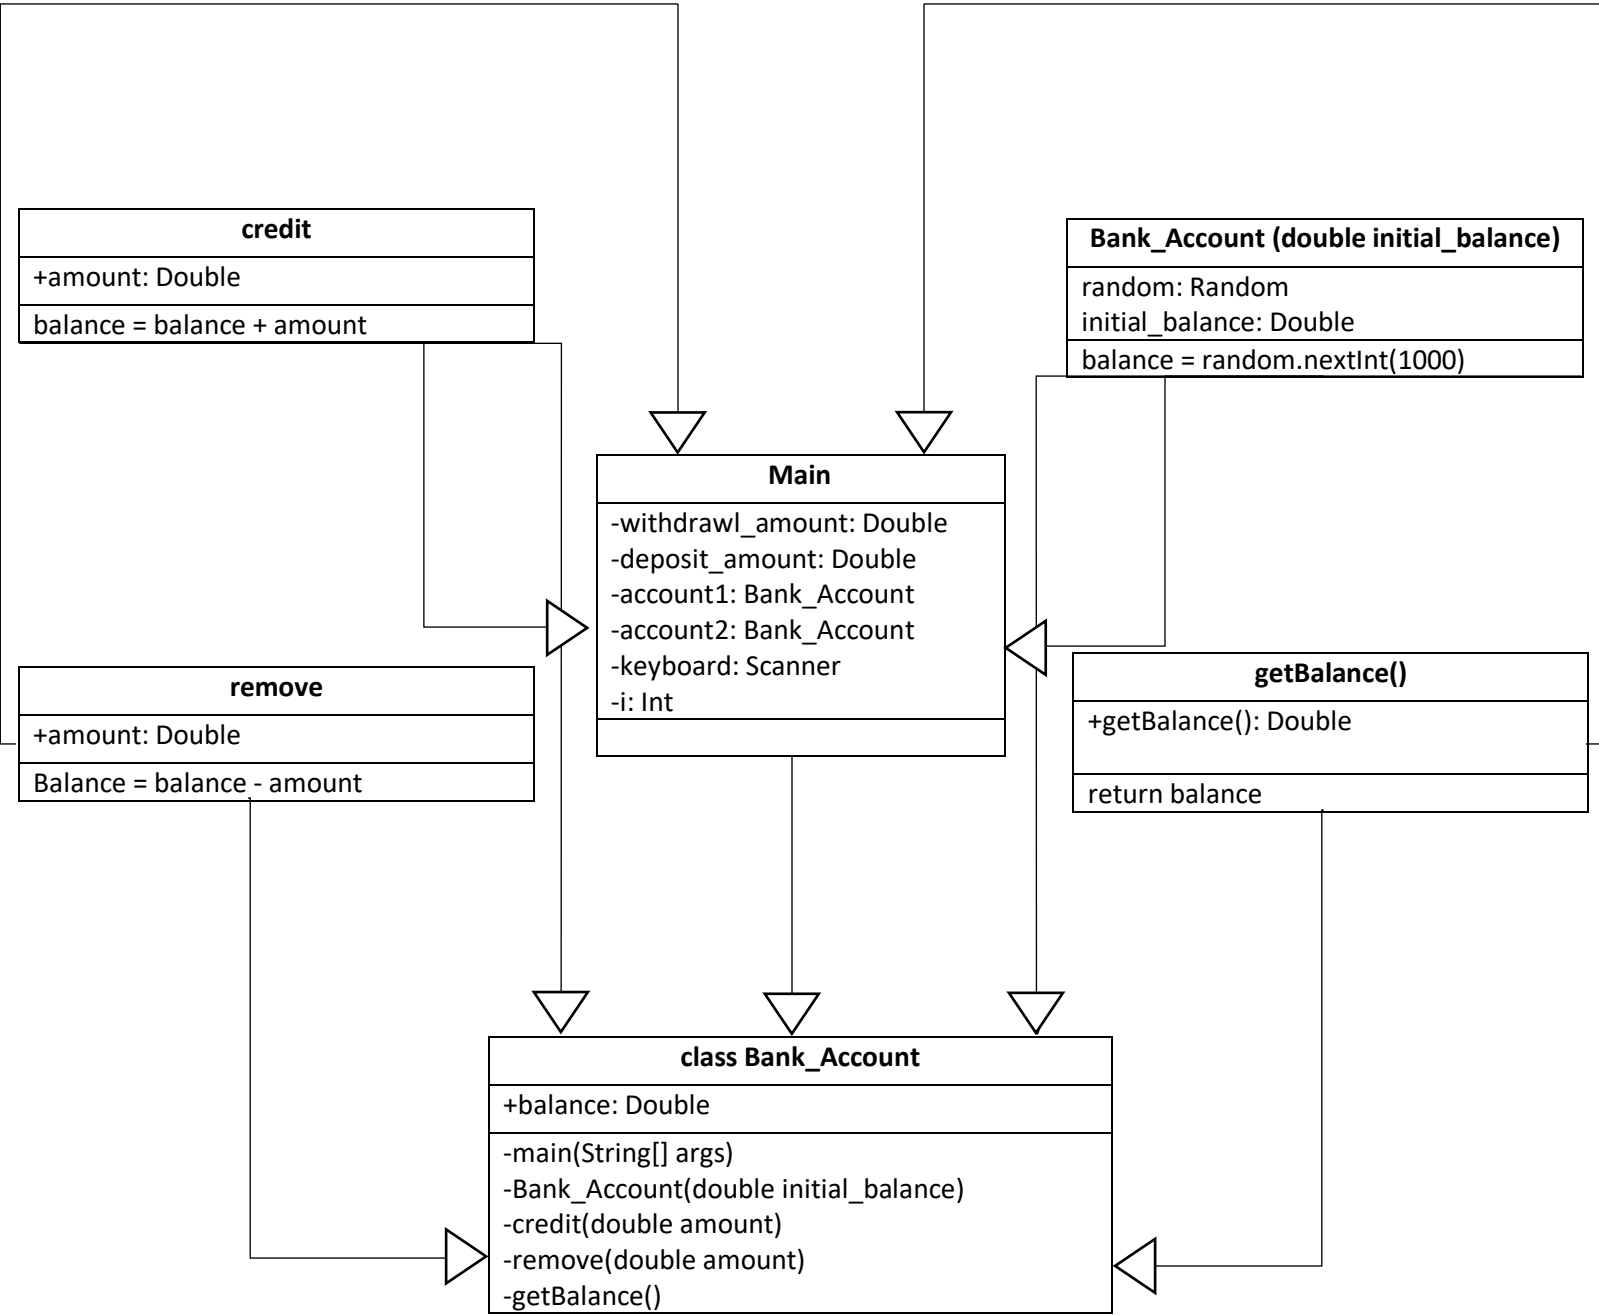 credit
+amount: Double
balance = balance + amount
Bank_Account (double initial_balance)
random: Random
initial_balance: Double
balance = random.nextInt(1000)
Main
-withdrawl_amount: Double
-deposit_amount: Double
-account1: Bank_Account
-account2: Bank_Account
-keyboard: Scanner
-i: Int
remove
+amount: Double
Balance = balance - amount
getBalance()
+getBalance(): Double
return balance
class Bank_Account
+balance: Double
-main(String[] args)
-Bank_Account(double initial_balance)
-credit(double amount)
-remove(double amount)
-getBalance()